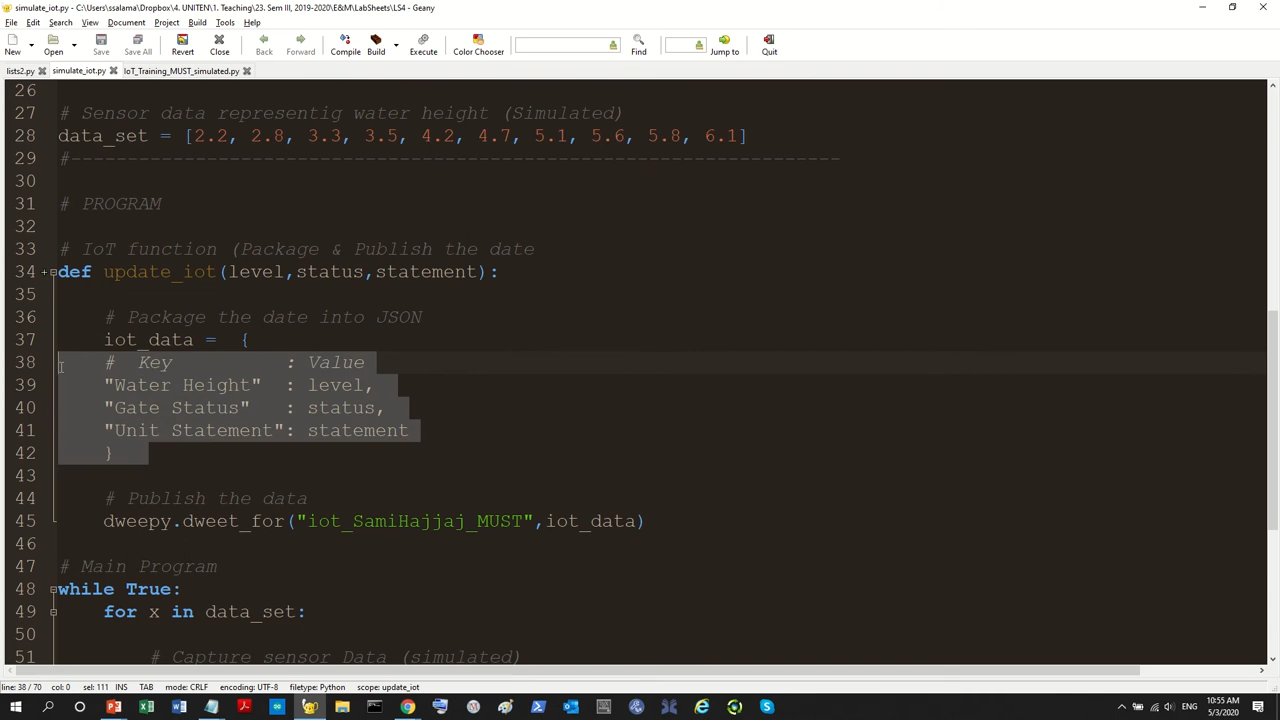 simulate_iot.py - C:\Users\ssalama\Dropbox\4. UNITEN\1. Teaching\23. Sem III, 2019-2020\E&M\LabSheets\LS4 - Geany
File Edit Search View Document Project Build Tools Help
New Open Save Save All Revert Close Back Forward Compile Build Execute Color Chooser Find Jump to Quit
lists2.py simulate_iot.py IoT_Training_MUST_simulated.py
26
27 # Sensor data representig water height (Simulated)
28 data_set = [2.2, 2.8, 3.3, 3.5, 4.2, 4.7, 5.1, 5.6, 5.8, 6.1]
29 #--------------------------------------------------------------------
30
31 # PROGRAM
32
33 # IoT function (Package & Publish the date
34 def update_iot(level,status,statement):
35
36 # Package the date into JSON
37 iot_data = {
38 # Key : Value
39 "Water Height" : level,
40 "Gate Status" : status,
41 "Unit Statement": statement
42 }
43
44 # Publish the data
45 dweepy.dweet_for("iot_SamiHajjaj_MUST",iot_data)
46
47 # Main Program
48 while True:
49 for x in data_set:
50
51 # Capture sensor Data (simulated)
line: 38 / 70 col: 0 sel: 111 INS TAB mode: CRLF encoding: UTF-8 filetype: Python scope: update_iot
ENG 10:55 AM
5/3/2020